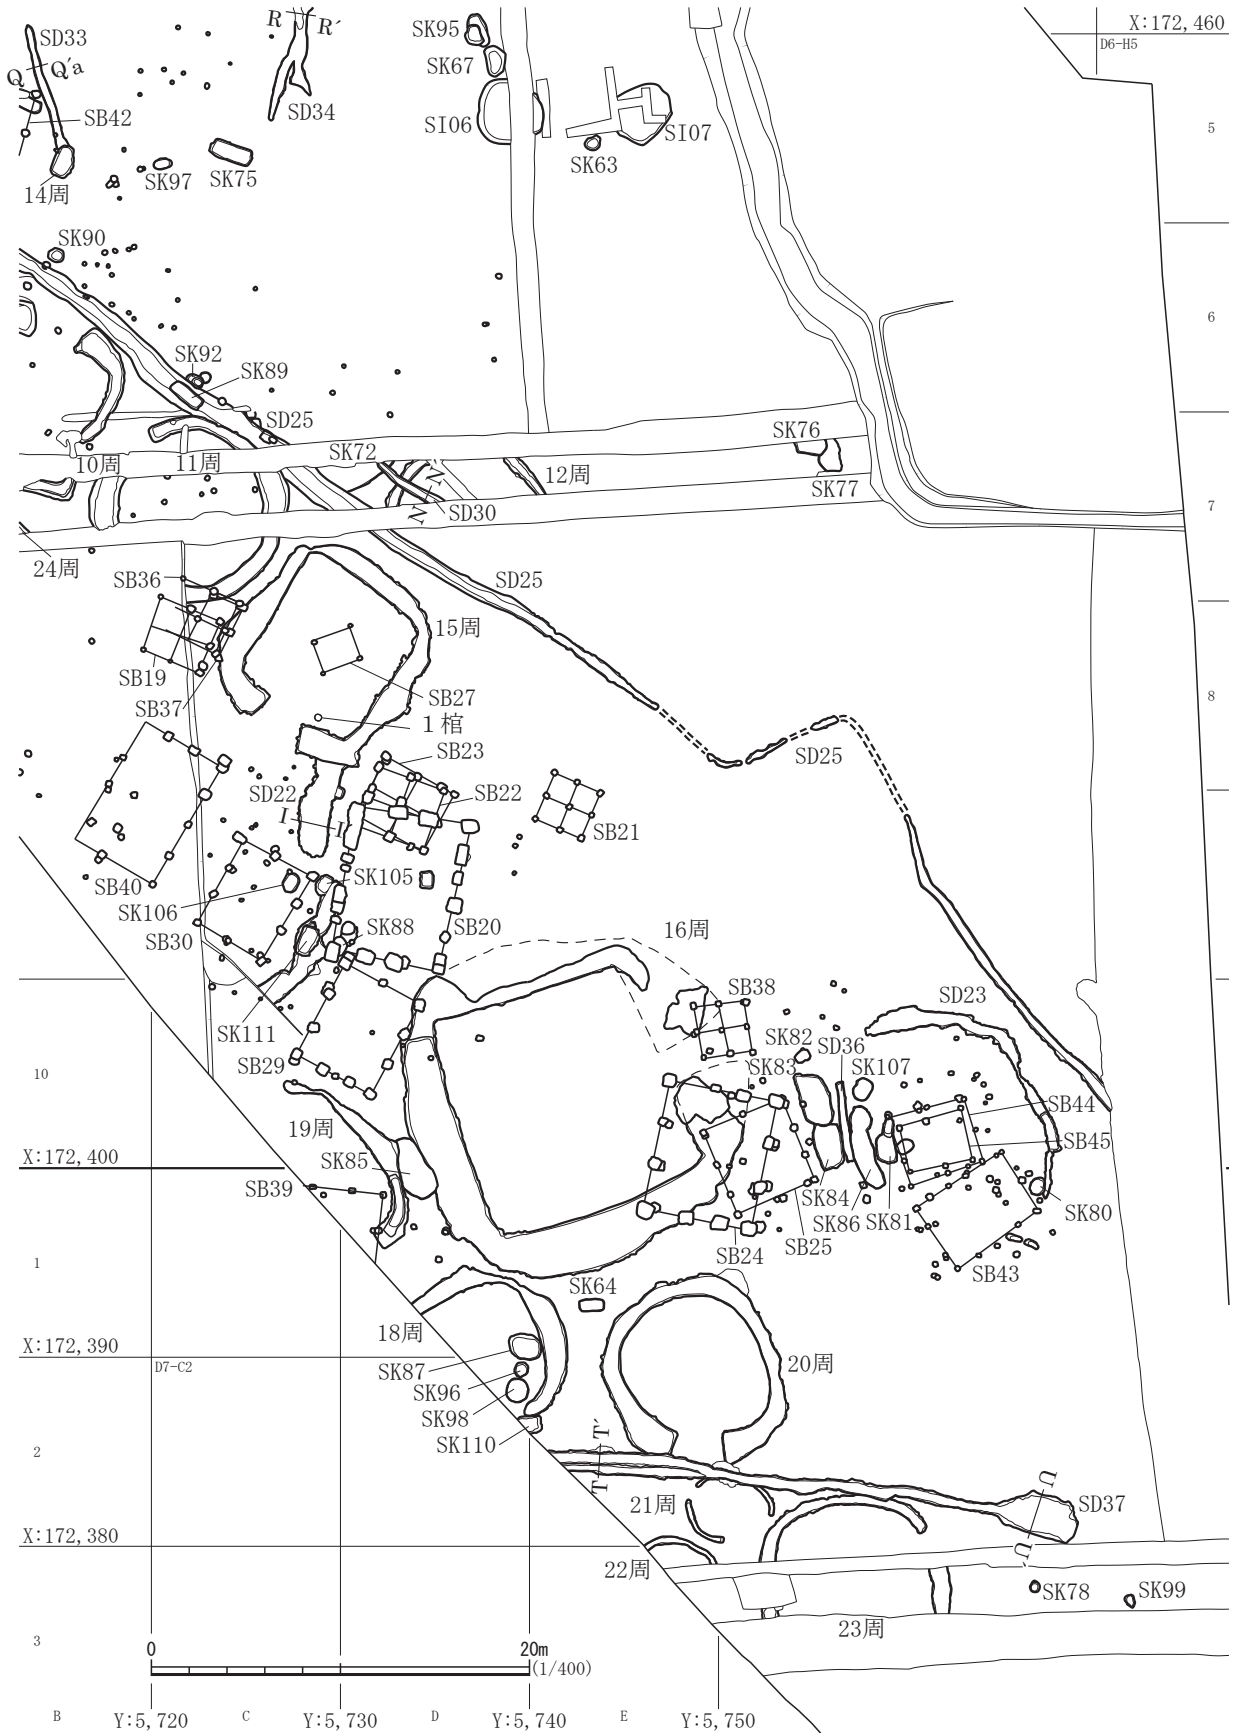 R R′
SK95
X:172,460
SD33
D6-H5
Q Q′a
SK67
SD34
SB42
SI06
SI07
5
SK63
14周
SK97
SK75
SK90
6
SK92
SK89
SD25
SK76
10周
11周
SK72
N′
12周
SK77
N
SD30
7
24周
SB36
SD25
15周
SB19
SB27
SB37
8
1棺
SB23
SD22
SB22
SD25
I I′
SB21
SB40
SK105
SK106
SK88
SB20
16周
SB30
SB38
SD23
SK111
SK82
SD36
SB29
SK83
SK107
10
SB44
19周
SB45
X:172,400
SK85
SB39
SK84
SK86
SK81
SK80
SB24
SB25
1
SB43
SK64
18周
X:172,390
D7-C2
SK87
20周
SK96
SK98
SK110
2
T′
T
U
21周
SD37
X:172,380
U′
22周
SK78
SK99
23周
3
0 20m
(1/400)
B Y:5,720 C Y:5,730 D Y:5,740 E Y:5,750